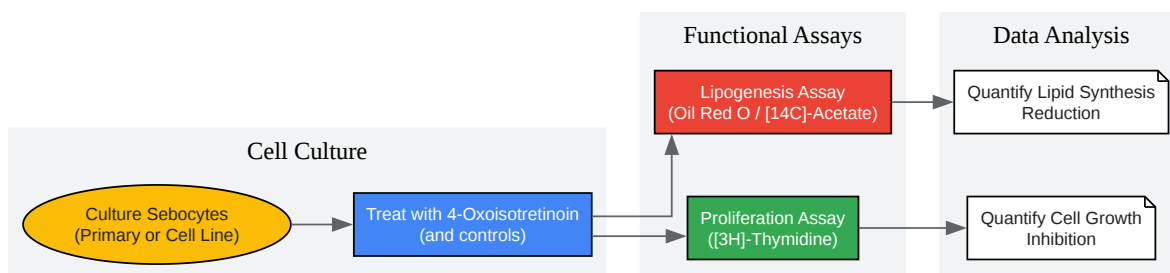 Functional Assays
Data Analysis
Lipogenesis Assay
(Oil Red O / [14C]-Acetate)
Quantify Lipid Synthesis
Reduction
Cell Culture
Culture Sebocytes
(Primary or Cell Line)
Treat with 4-Oxoisotretinoin
(and controls)
Proliferation Assay
([3H]-Thymidine)
Quantify Cell Growth
Inhibition